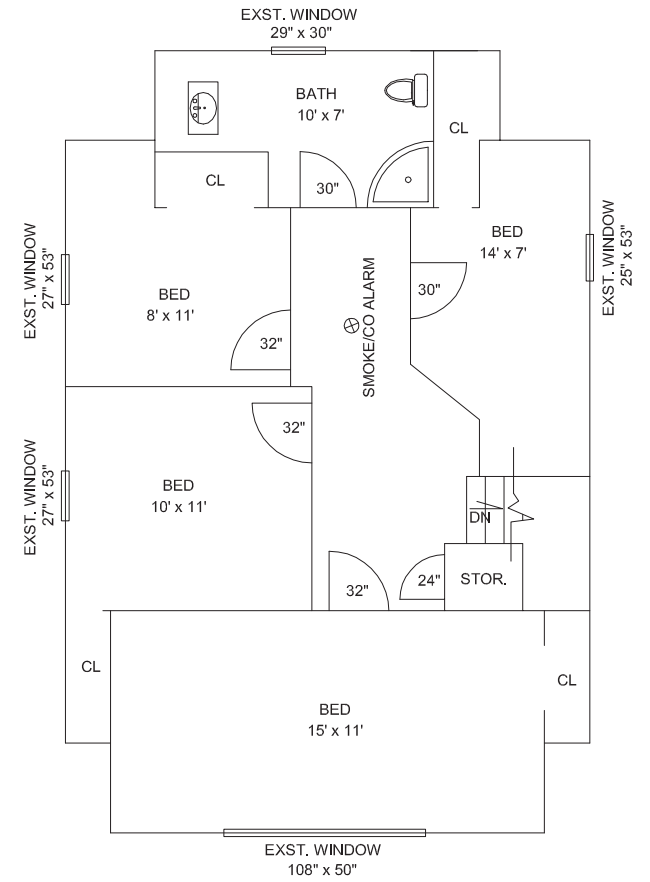 EXST. WINDOW
29" x 30"
BATH
10' x 7'
CL
CL
30"
BED
14' x 7'
EXST. WINDOW
25" x 53"
EXST. WINDOW
27" x 53"
BED
8' x 11'
30"
SMOKE/CO ALARM
32"
32"
EXST. WINDOW
27" x 53"
BED
10' x 11'
DN
32"
24"
STOR.
CL
CL
BED
15' x 11'
EXST. WINDOW
108" x 50"